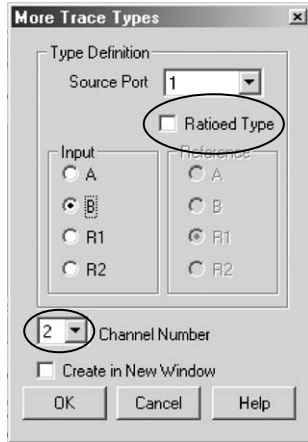 More Trace Types
Type Definition
Source Port 1
Ratioed Type
Input Reference
A A
B B
R1 R1
R2 R2
2 Channel Number
Create in New Window
OK Cancel Help